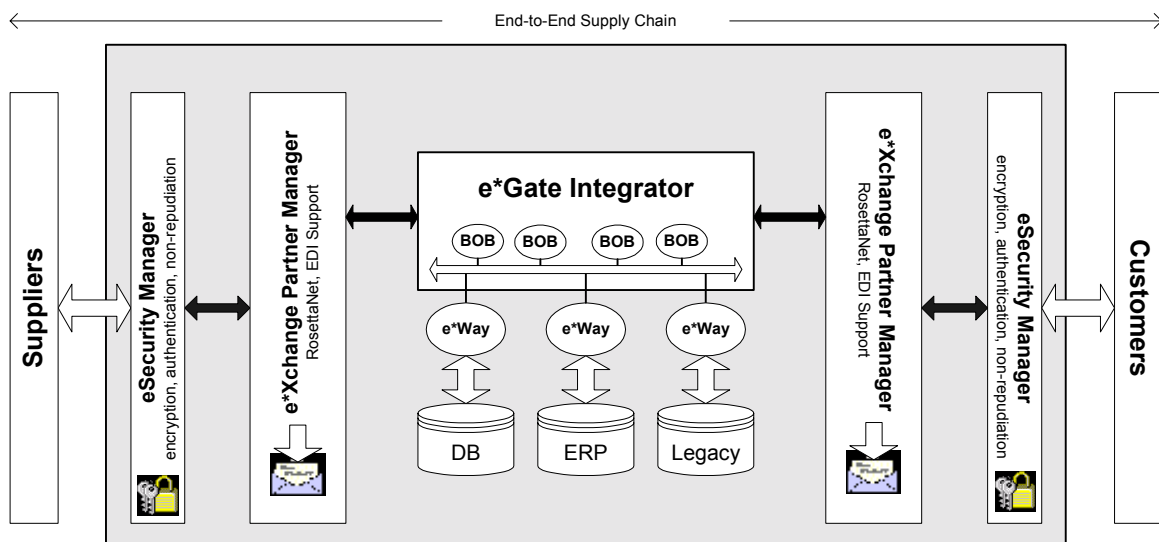 End-to-End Supply Chain
Suppliers
eSecurity Manager
encryption, authentication, non-repudiation
e*Xchange Partner Manager
RosettaNet, EDI Support
e*Gate Integrator
BOB
BOB
BOB
BOB
e*Way
e*Way
e*Way
DB
ERP
Legacy
e*Xchange Partner Manager
RosettaNet, EDI Support
eSecurity Manager
encryption, authentication, non-repudiation
Customers